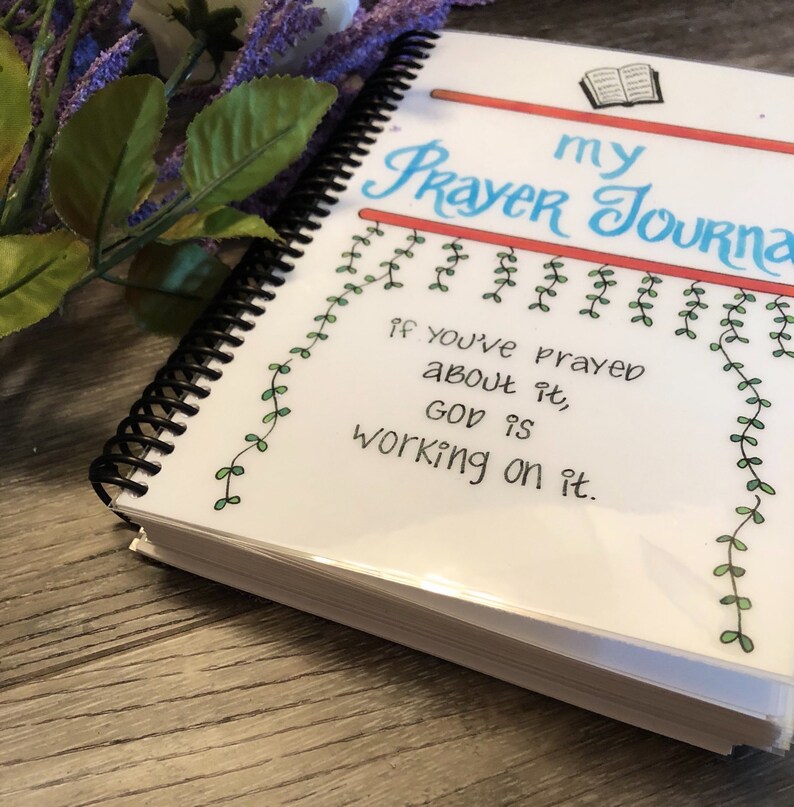 my
Prayer Journa
if you've prayed
about it,
God is
working on it.